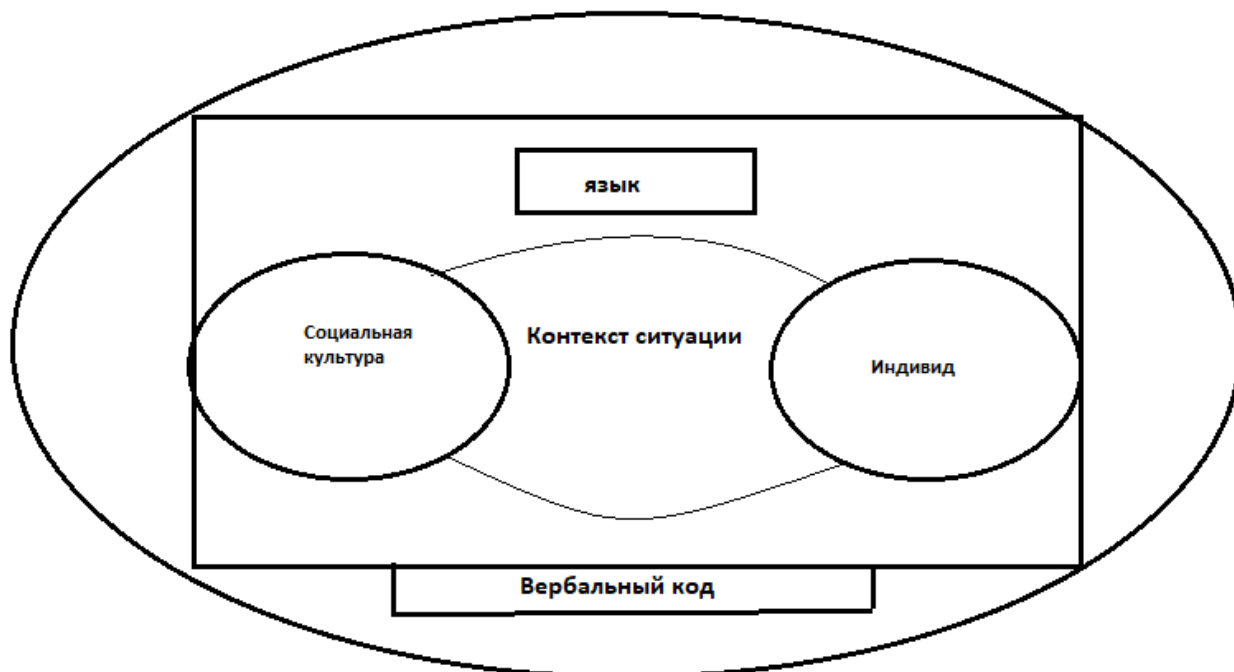 язык
Социальная
культура
Контекст ситуации
Индивид
Вербальный код